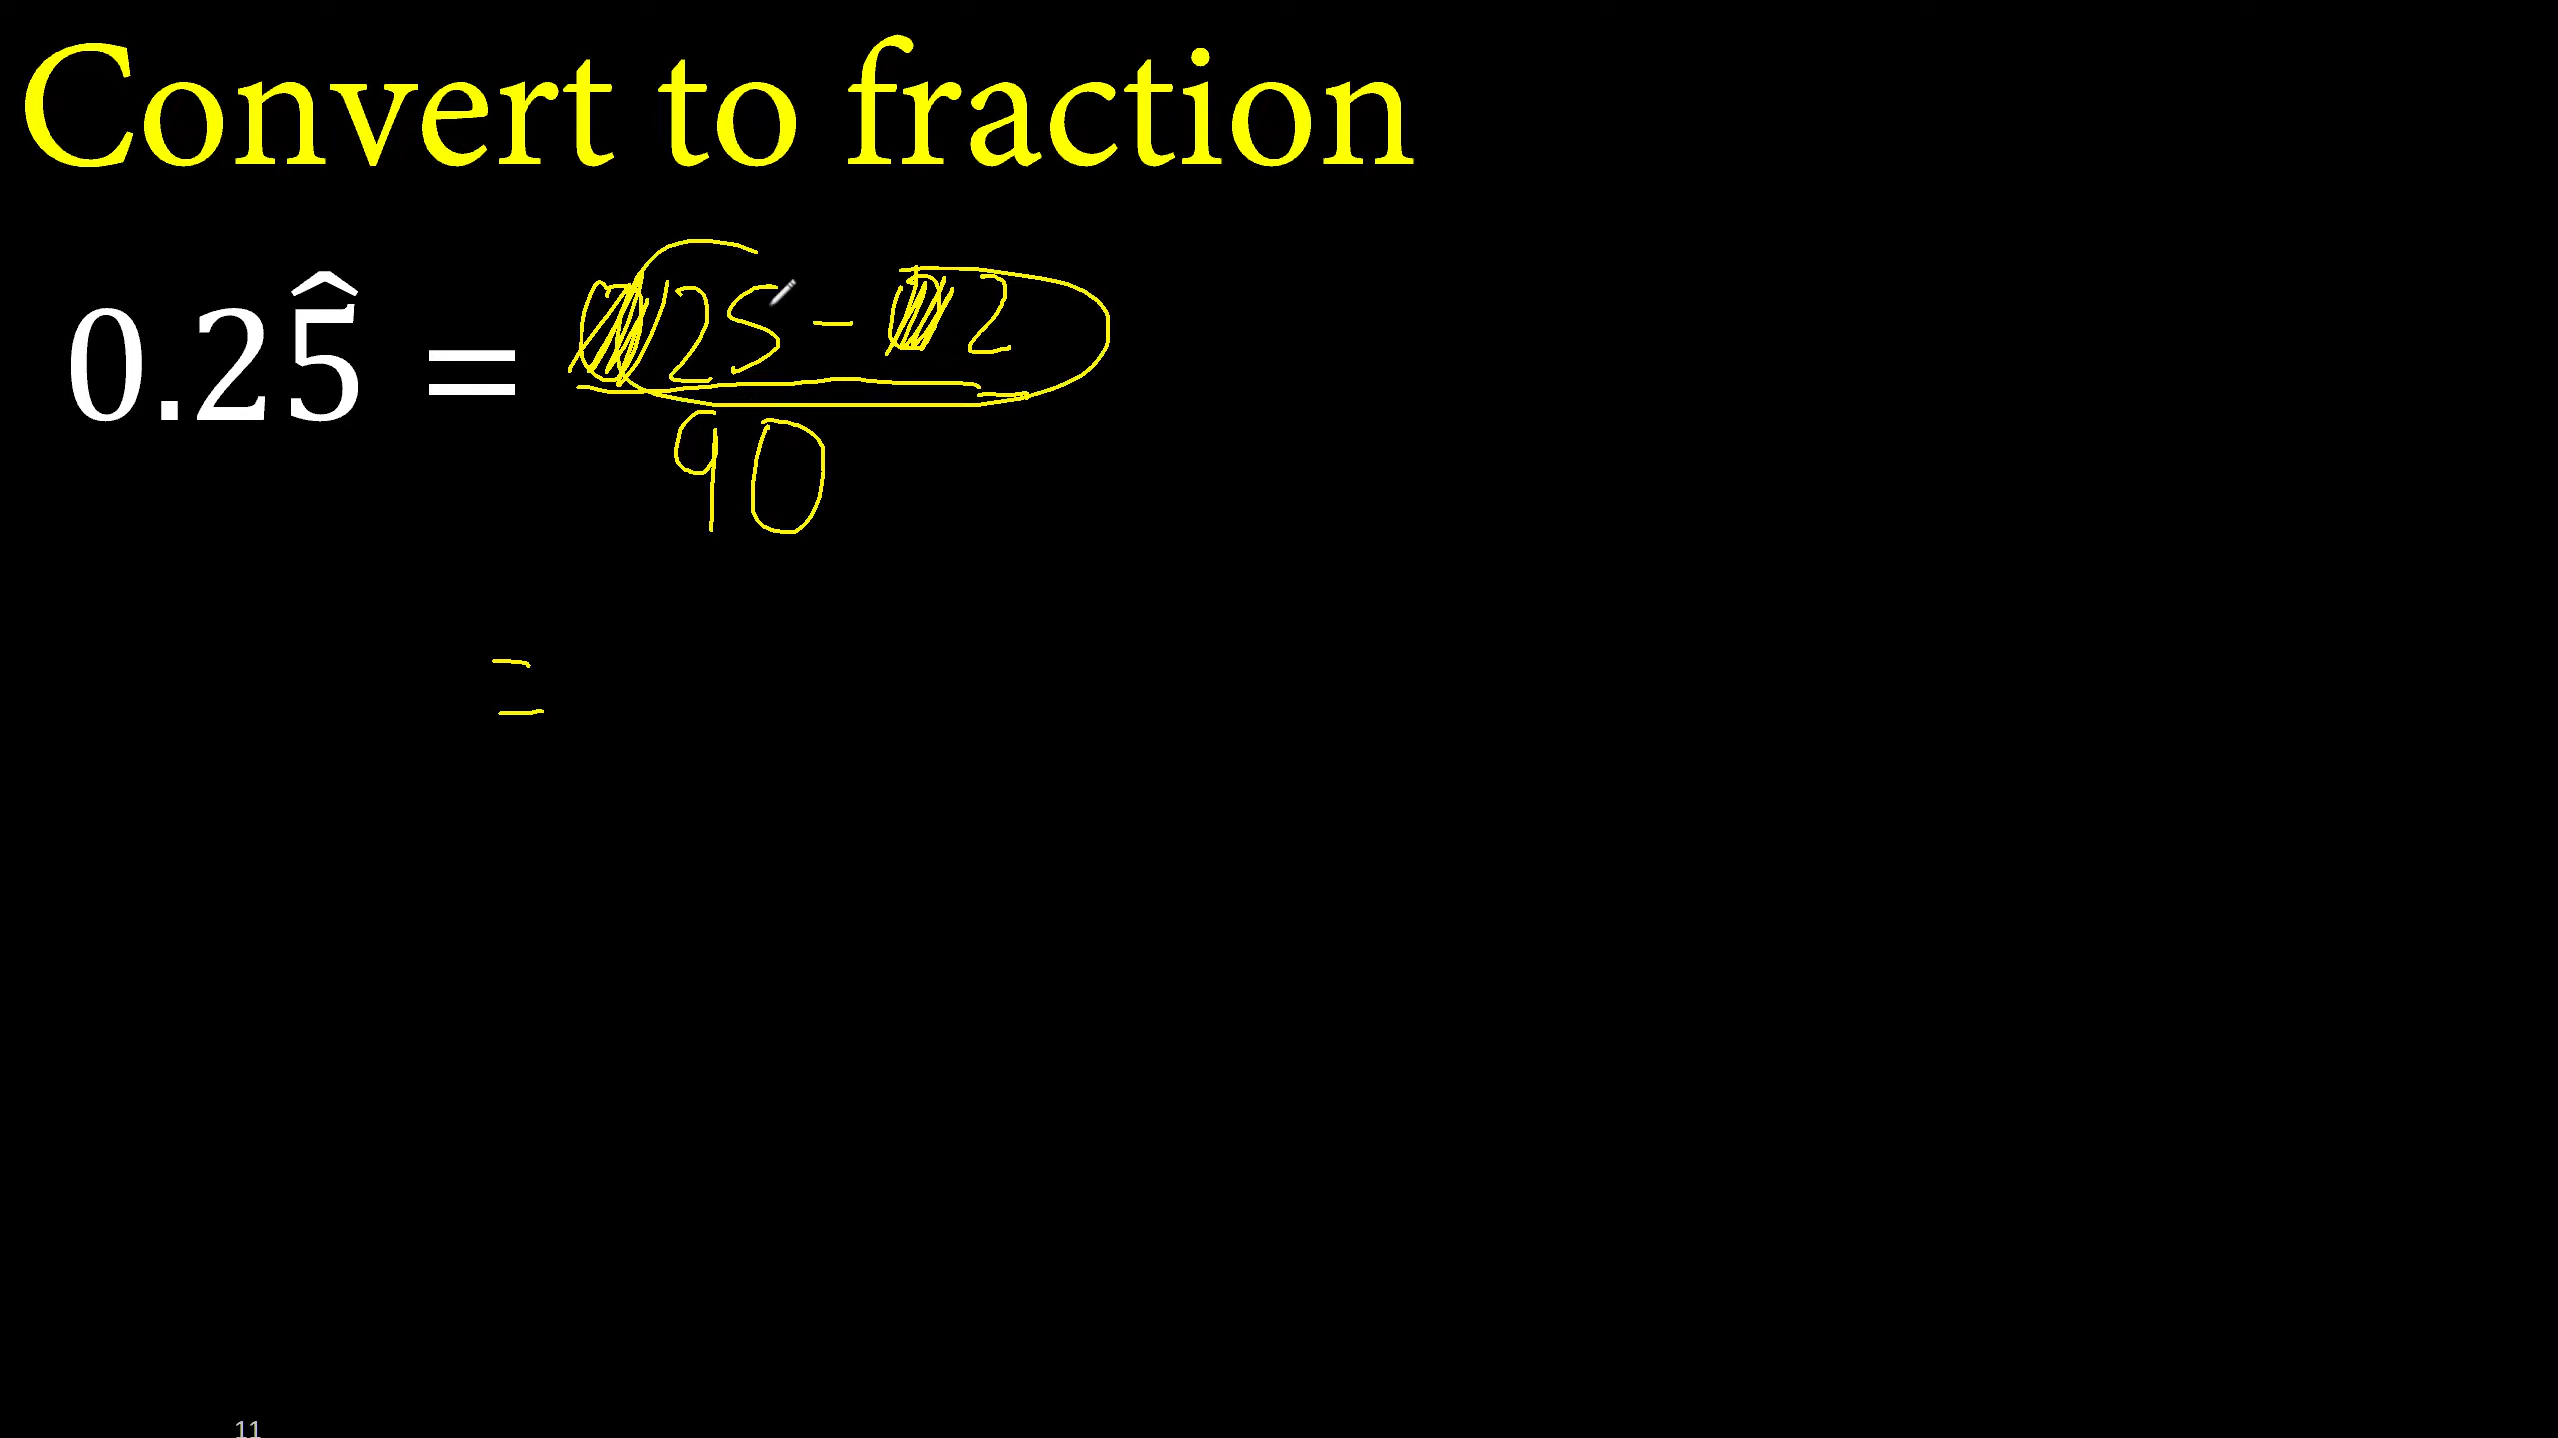 Convert to fraction
0.25̂ = 25 - 2
90
=
11